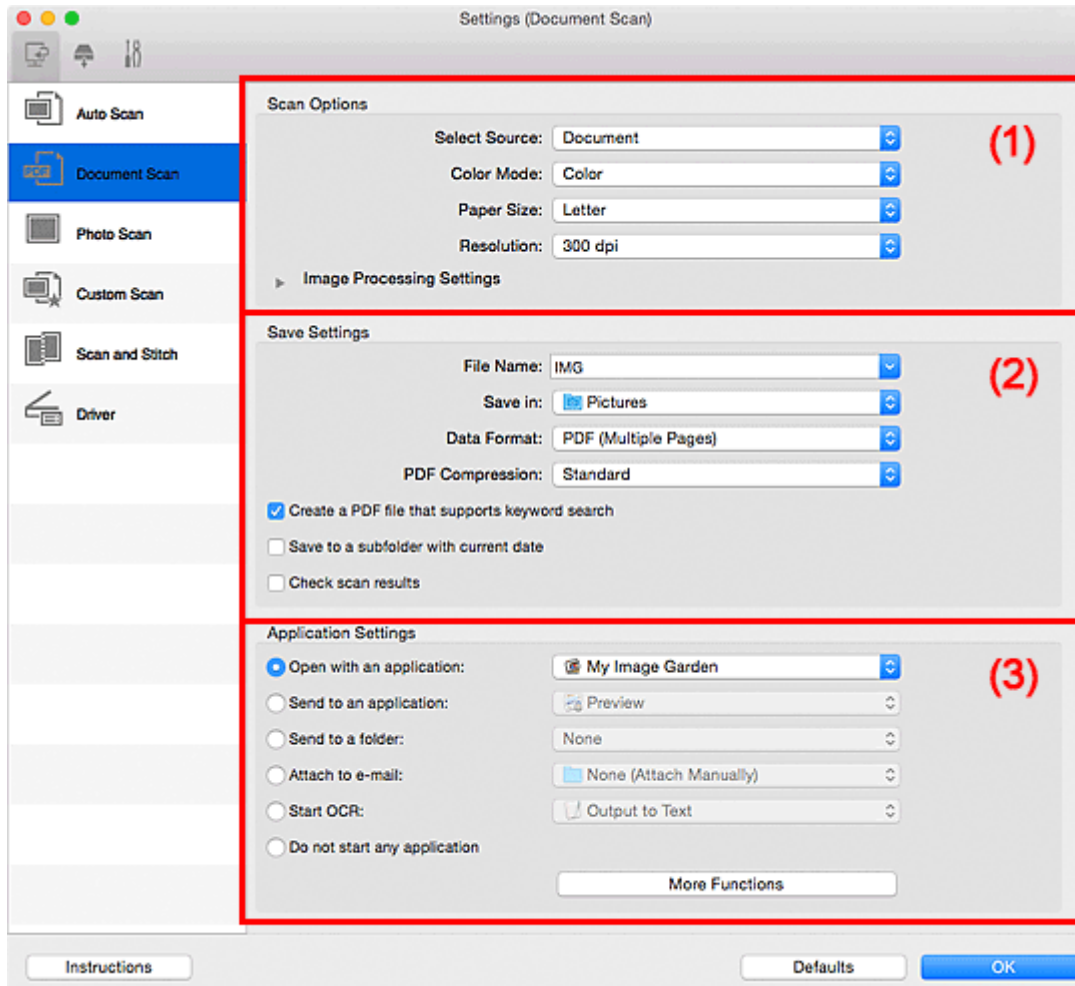 Settings (Document Scan)
Auto Scan
PDF
Document Scan
Photo Scan
Custom Scan
Scan and Stitch
Driver
Scan Options
(1)
Select Source: Document
Color Mode: Color
Paper Size: Letter
Resolution: 300 dpi
Image Processing Settings
Save Settings
(2)
File Name: IMG
Save in: Pictures
Data Format: PDF (Multiple Pages)
PDF Compression: Standard
Create a PDF file that supports keyword search
Save to a subfolder with current date
Check scan results
Application Settings
(3)
Open with an application: My Image Garden
Send to an application: Preview
Send to a folder: None
Attach to e-mail: None (Attach Manually)
Start OCR: Output to Text
Do not start any application
More Functions
Instructions
Defaults
OK